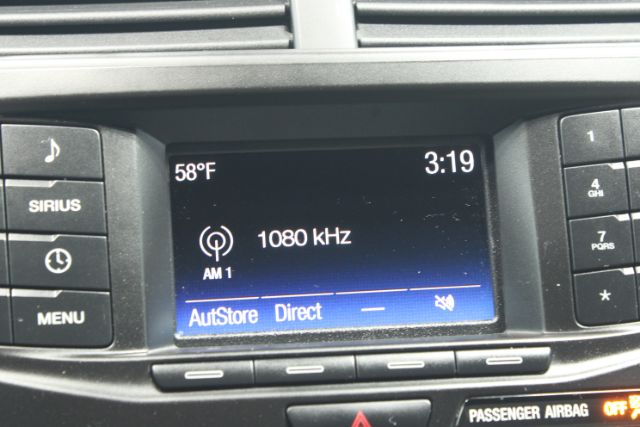 58°F 3:19
1
SIRIUS
4
GHI
1080 kHz
7
PQRS
AM 1
*
MENU
AutStore Direct —
PASSENGER AIRBAG OFF